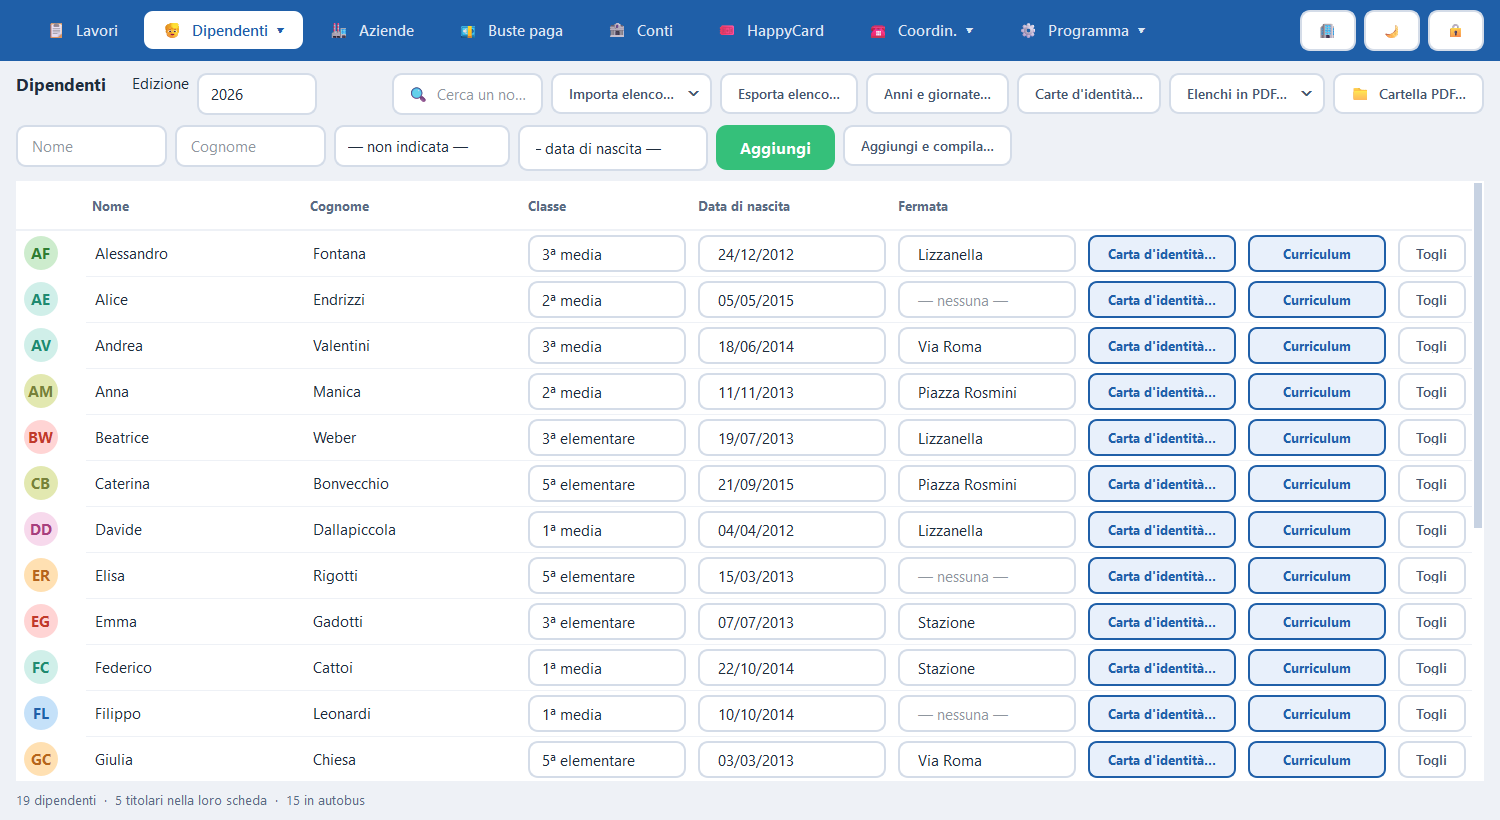 Lavori Dipendenti Aziende Buste paga Conti HappyCard Coordin. Programma
Dipendenti Edizione 2026 Cerca un no... Importa elenco... Esporta elenco... Anni e giornate... Carte d'identità... Elenchi in PDF... Cartella PDF...
Nome Cognome — non indicata — - data di nascita — Aggiungi Aggiungi e compila...
Nome Cognome Classe Data di nascita Fermata
AF Alessandro Fontana 3ª media 24/12/2012 Lizzanella Carta d'identità... Curriculum Togli
AE Alice Endrizzi 2ª media 05/05/2015 — nessuna — Carta d'identità... Curriculum Togli
AV Andrea Valentini 3ª media 18/06/2014 Via Roma Carta d'identità... Curriculum Togli
AM Anna Manica 2ª media 11/11/2013 Piazza Rosmini Carta d'identità... Curriculum Togli
BW Beatrice Weber 3ª elementare 19/07/2013 Lizzanella Carta d'identità... Curriculum Togli
CB Caterina Bonvecchio 5ª elementare 21/09/2015 Piazza Rosmini Carta d'identità... Curriculum Togli
DD Davide Dallapiccola 1ª media 04/04/2012 Lizzanella Carta d'identità... Curriculum Togli
ER Elisa Rigotti 5ª elementare 15/03/2013 — nessuna — Carta d'identità... Curriculum Togli
EG Emma Gadotti 3ª elementare 07/07/2013 Stazione Carta d'identità... Curriculum Togli
FC Federico Cattoi 1ª media 22/10/2014 Stazione Carta d'identità... Curriculum Togli
FL Filippo Leonardi 1ª media 10/10/2014 — nessuna — Carta d'identità... Curriculum Togli
GC Giulia Chiesa 5ª elementare 03/03/2013 Via Roma Carta d'identità... Curriculum Togli
19 dipendenti · 5 titolari nella loro scheda · 15 in autobus